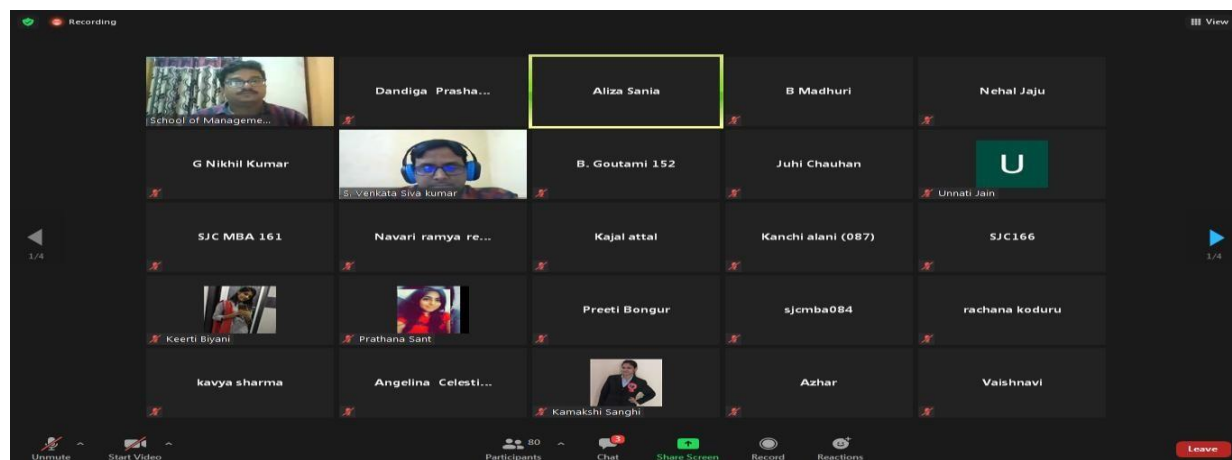 Recording
View
School of Manageme...
Dandiga Prasha...
Aliza Sania
B Madhuri
Nehal Jaju
G Nikhil Kumar
S. Venkata Siva kumar
B. Goutami 152
Juhi Chauhan
U
Unnati Jain
SJC MBA 161
Navari ramya re...
Kajal attal
Kanchi alani (087)
SJC166
1/4
1/4
Keerti Biyani
Prathana Sant
Preeti Bongur
sjcmba084
rachana koduru
kavya sharma
Angelina Celesti...
Kamakshi Sanghi
Azhar
Vaishnavi
Unmute
Start Video
80
Participants
3
Chat
Share Screen
Record
Reactions
Leave